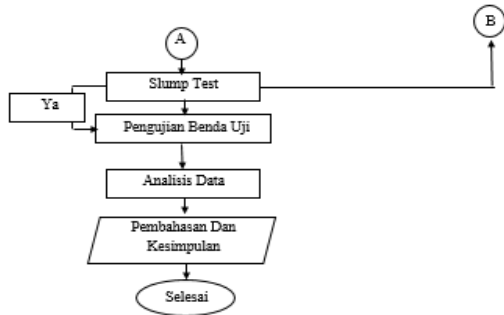 B
A
Slump Test
Ya
Pengujian Benda Uji
Analisis Data
Pembahasan Dan
Kesimpulan
Selesai